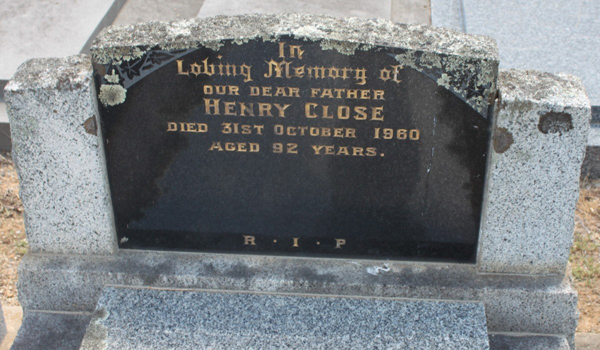 In
Loving Memory of
OUR DEAR FATHER
HENRY CLOSE
DIED 31ST OCTOBER 1960
AGED 92 YEARS.
R · I · P